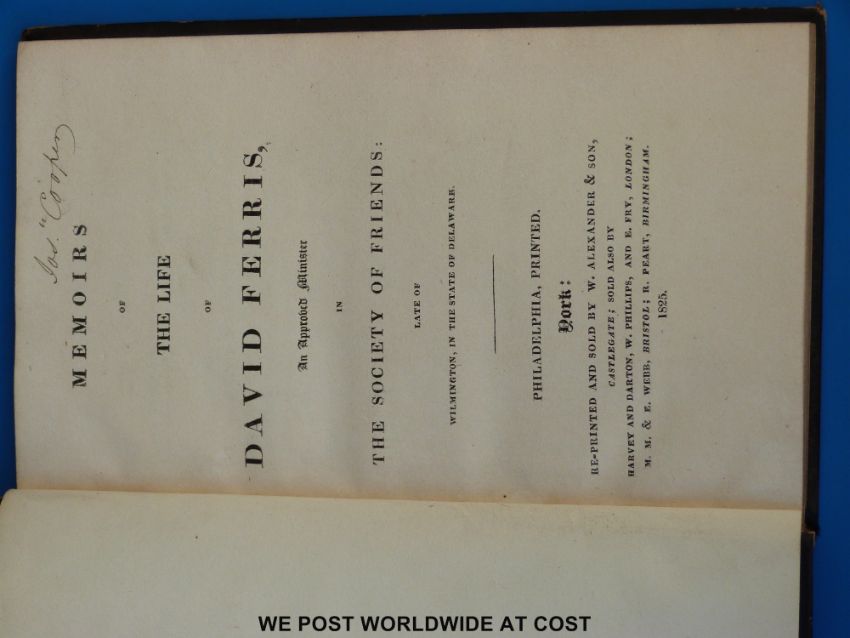 Jos. "Cooper
MEMOIRS
OF
THE LIFE
OF
DAVID FERRIS,
An Approved Minister
IN
THE SOCIETY OF FRIENDS:
LATE OF
WILMINGTON, IN THE STATE OF DELAWARE.
PHILADELPHIA, PRINTED.
York:
RE-PRINTED AND SOLD BY W. ALEXANDER & SON,
CASTLEGATE; SOLD ALSO BY
HARVEY AND DARTON, W. PHILLIPS, AND E. FRY, LONDON;
M. M. & E. WEBB, BRISTOL; R. PEART, BIRMINGHAM.
1825.
WE POST WORLDWIDE AT COST